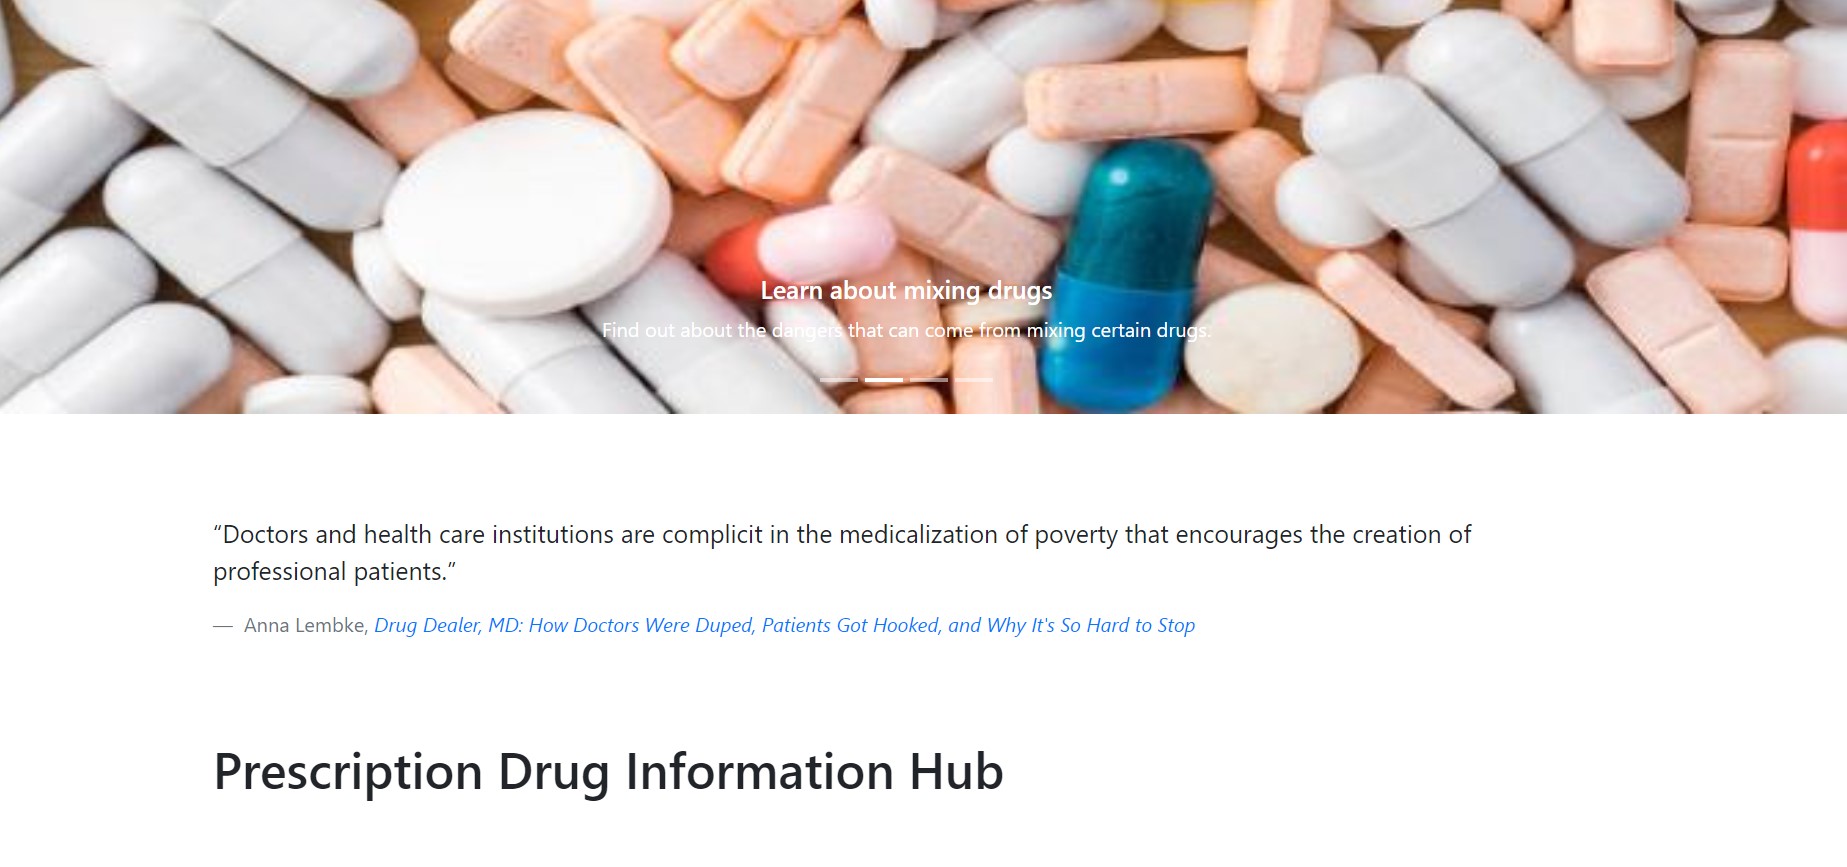 Learn about mixing drugs
Find out about the dangers that can come from mixing certain drugs.
“Doctors and health care institutions are complicit in the medicalization of poverty that encourages the creation of
professional patients.”
— Anna Lembke, Drug Dealer, MD: How Doctors Were Duped, Patients Got Hooked, and Why It's So Hard to Stop
Prescription Drug Information Hub